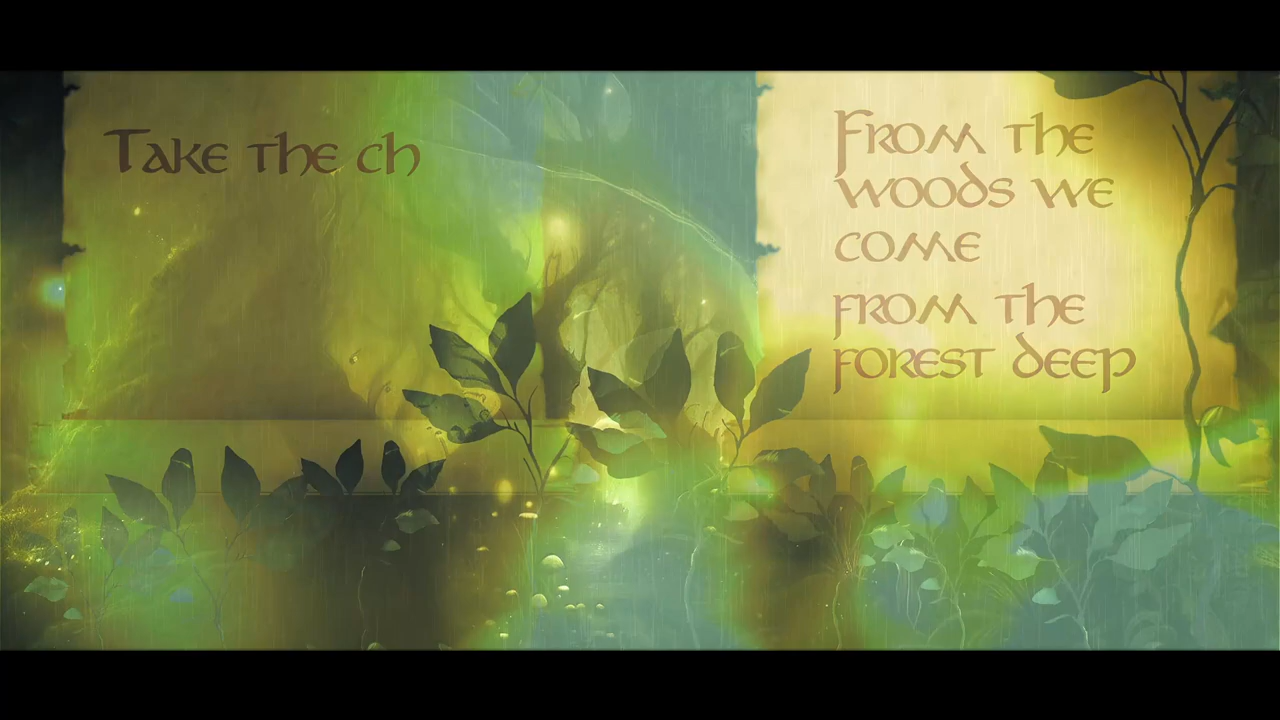 Take the ch
From the
woods we
come
from the
forest deep